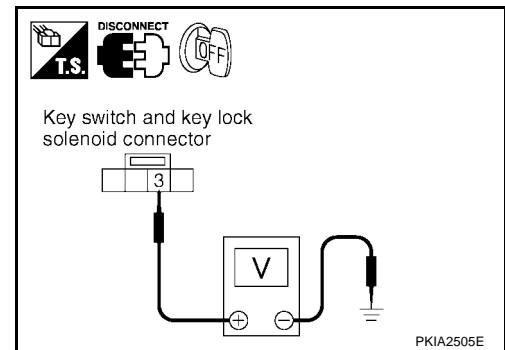 DISCONNECT
T.S.
OFF
Key switch and key lock
solenoid connector
3
V
+ −
PKIA2505E